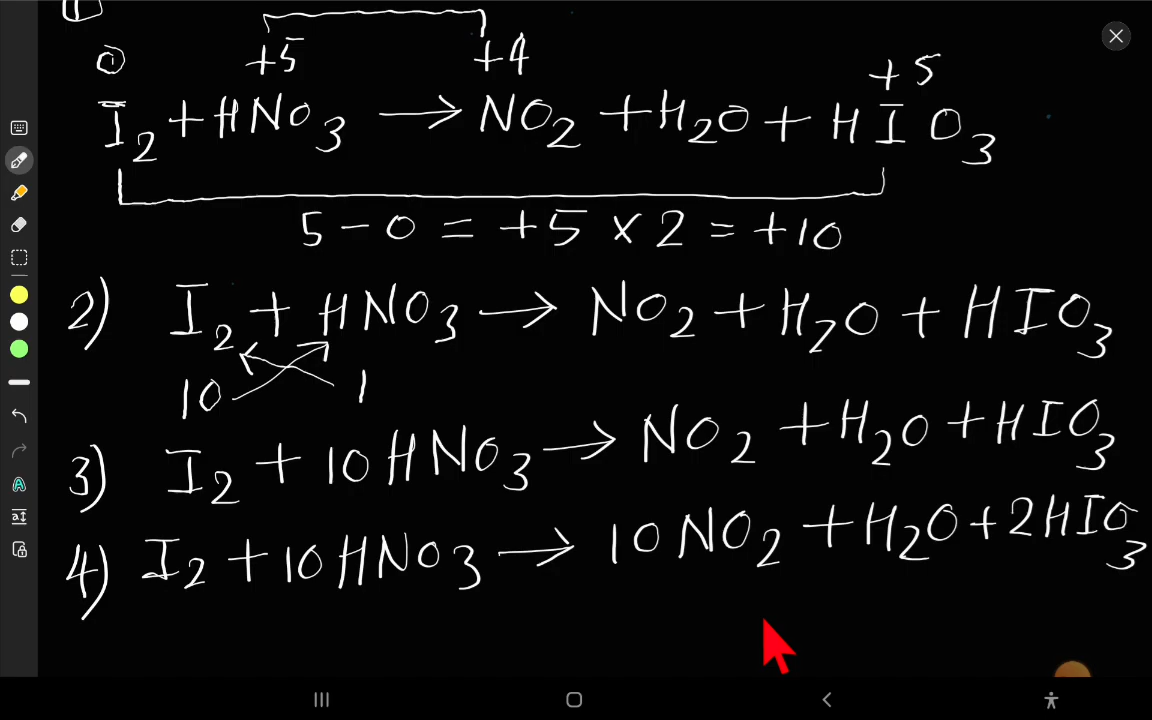 0 +5 +4 +5
I₂ + HNO₃ → NO₂ + H₂O + HIO₃
5 - 0 = +5 × 2 = +10
2) I₂ + HNO₃ → NO₂ + H₂O + HIO₃
10 1
3) I₂ + 10HNO₃ → NO₂ + H₂O + HIO₃
4) I₂ + 10HNO₃ → 10NO₂ + H₂O + 2HIO₃